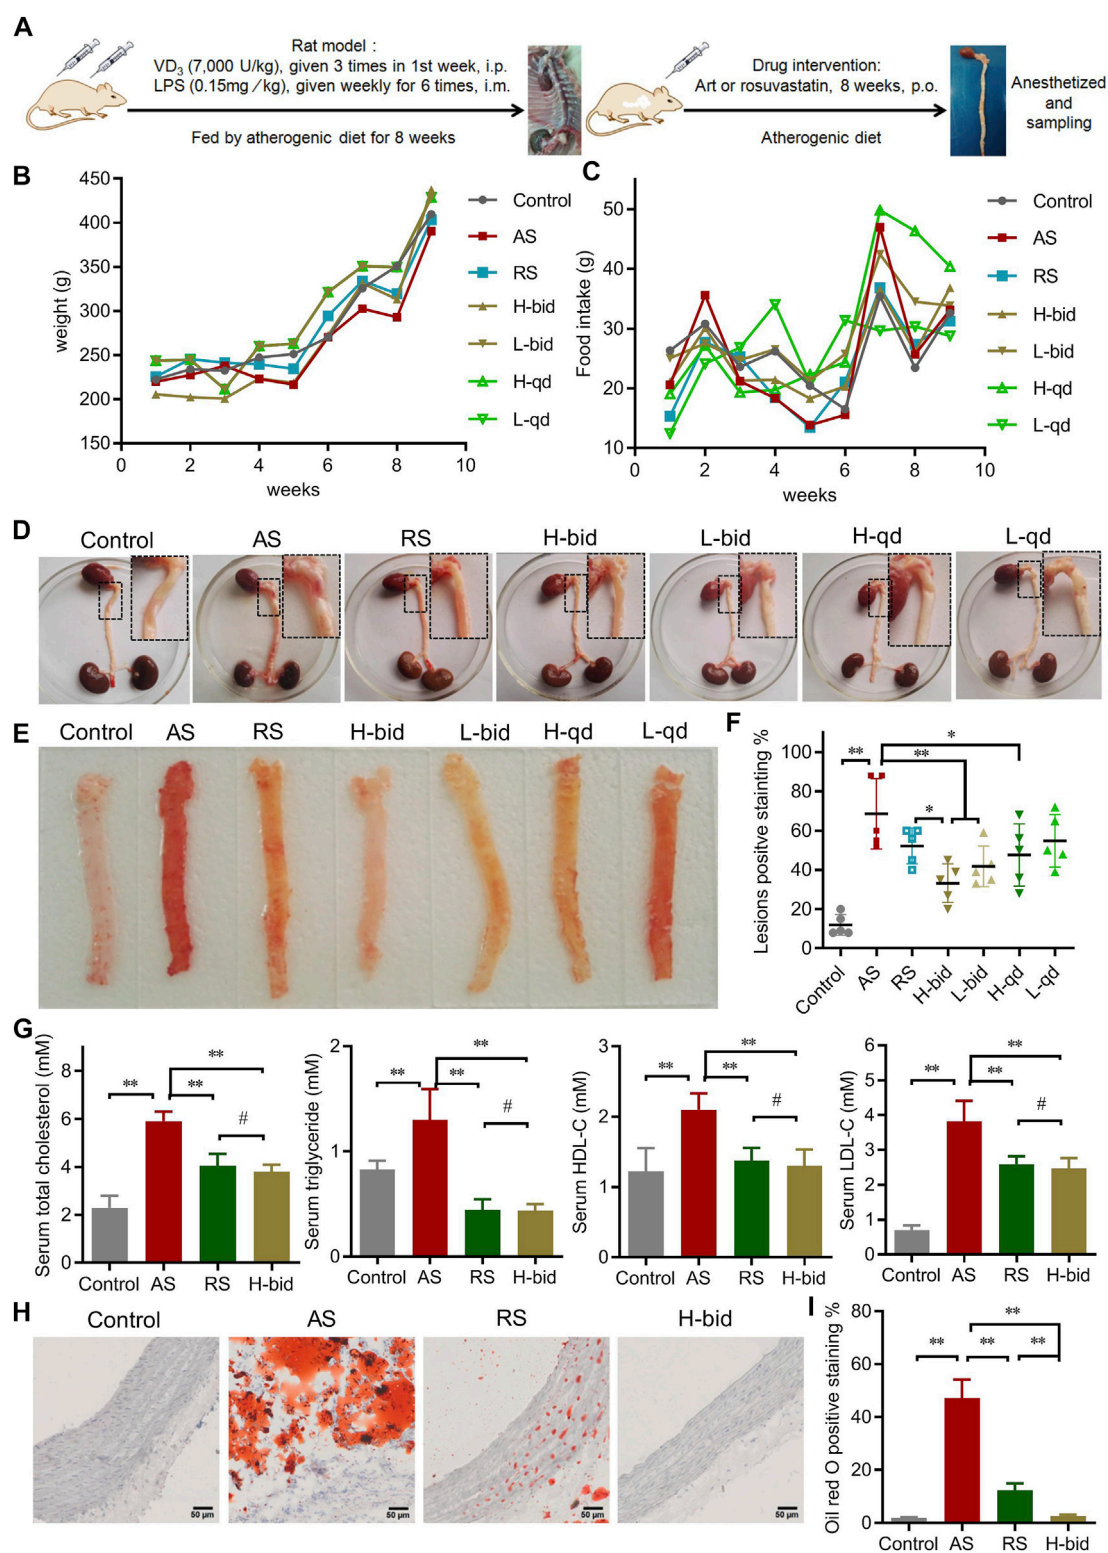 A
Rat model :
VD3 (7,000 U/kg), given 3 times in 1st week, i.p.
LPS (0.15mg／kg), given weekly for 6 times, i.m.
Fed by atherogenic diet for 8 weeks
Drug intervention:
Art or rosuvastatin, 8 weeks, p.o.
Atherogenic diet
Anesthetized
and
sampling
B
weight (g)
450
400
350
300
250
200
150
0 2 4 6 8 10
weeks
Control
AS
RS
H-bid
L-bid
H-qd
L-qd
C
Food intake (g)
50
40
30
20
10
0 2 4 6 8 10
weeks
Control
AS
RS
H-bid
L-bid
H-qd
L-qd
D
Control AS RS H-bid L-bid H-qd L-qd
E
Control AS RS H-bid L-bid H-qd L-qd
F
Lesions positve stainting %
100
80
60
40
20
0
** ** * *
Control AS RS H-bid L-bid H-qd L-qd
G
Serum total cholesterol (mM)
8
6
4
2
0
** ** ** #
Control AS RS H-bid
Serum triglyceride (mM)
2
1
0
** ** ** #
Control AS RS H-bid
Serum HDL-C (mM)
3
2
1
0
** ** ** #
Control AS RS H-bid
Serum LDL-C (mM)
6
5
4
3
2
1
0
** ** ** #
Control AS RS H-bid
H
Control AS RS H-bid
50 μm 50 μm 50 μm 50 μm
I
Oil red O positive staining %
80
60
40
20
0
** ** ** **
Control AS RS H-bid